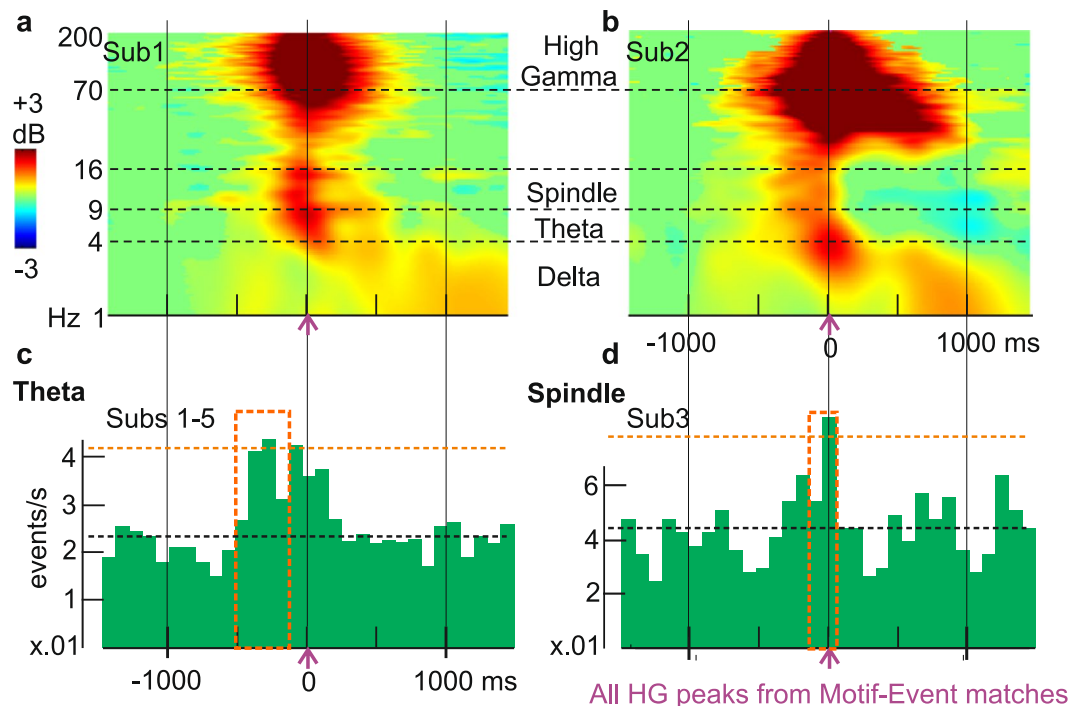 a
b
200
Sub1
High
Gamma
Sub2
70
+3
dB
-3
16
Spindle
9
Theta
4
Delta
Hz 1
-1000 0 1000 ms
c
Theta
Subs 1-5
4
3
2
1
events/s
x.01
-1000 0 1000 ms
d
Spindle
Sub3
6
4
2
x.01
All HG peaks from Motif-Event matches